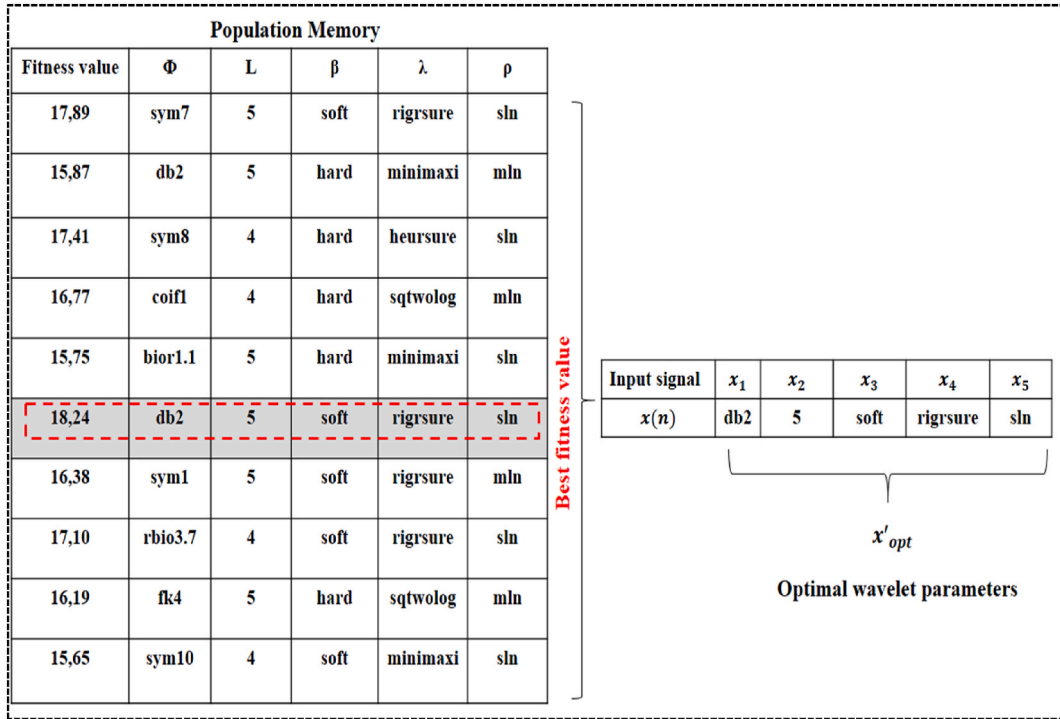 Population Memory
Fitness value Φ L β λ ρ
17,89 sym7 5 soft rigrsure sln
15,87 db2 5 hard minimaxi mln
17,41 sym8 4 hard heursure sln
16,77 coif1 4 hard sqtwolog mln
15,75 bior1.1 5 hard minimaxi sln
18,24 db2 5 soft rigrsure sln
16,38 sym1 5 soft rigrsure mln
17,10 rbio3.7 4 soft rigrsure sln
16,19 fk4 5 hard sqtwolog mln
15,65 sym10 4 soft minimaxi sln
Best fitness value
Input signal x₁ x₂ x₃ x₄ x₅
x(n) db2 5 soft rigrsure sln
x'ₒₚₜ
Optimal wavelet parameters